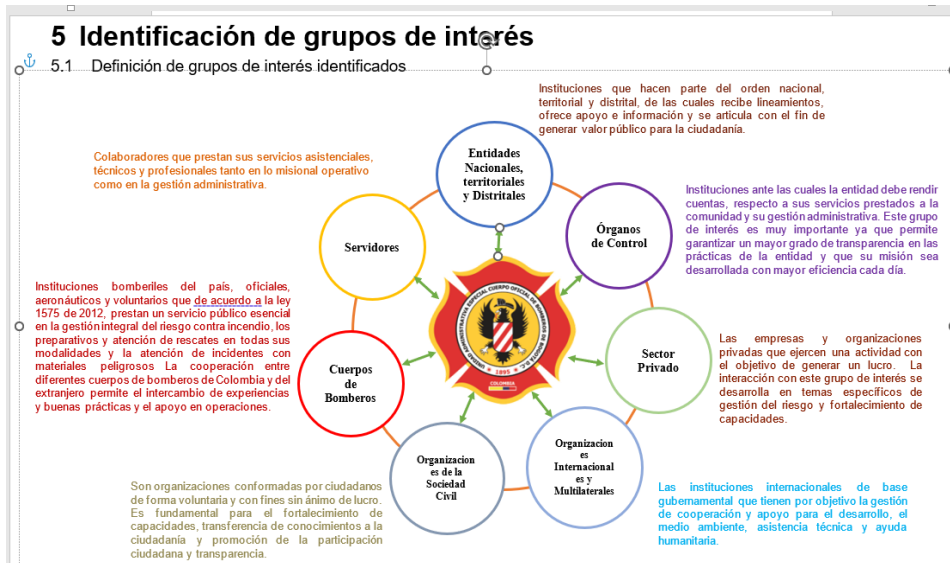 5 Identificación de grupos de interés
5.1 Definición de grupos de interés identificados
Instituciones que hacen parte del orden nacional,
territorial y distrital, de las cuales recibe lineamientos,
ofrece apoyo e información y se articula con el fin de
generar valor público para la ciudadanía.
Entidades
Nacionales,
territoriales
y Distritales
Colaboradores que prestan sus servicios asistenciales,
técnicos y profesionales tanto en lo misional operativo
como en la gestión administrativa.
Servidores
Órganos
de Control
Instituciones ante las cuales la entidad debe rendir
cuentas, respecto a sus servicios prestados a la
comunidad y su gestión administrativa. Este grupo
de interés es muy importante ya que permite
garantizar un mayor grado de transparencia en las
prácticas de la entidad y que su misión sea
desarrollada con mayor eficiencia cada día.
Instituciones bomberiles del país, oficiales,
aeronáuticos y voluntarios que de acuerdo a la ley
1575 de 2012, prestan un servicio público esencial
en la gestión integral del riesgo contra incendio, los
preparativos y atención de rescates en todas sus
modalidades y la atención de incidentes con
materiales peligrosos La cooperación entre
diferentes cuerpos de bomberos de Colombia y del
extranjero permite el intercambio de experiencias
y buenas prácticas y el apoyo en operaciones.
Cuerpos
de
Bomberos
UNIDAD ADMINISTRATIVA ESPECIAL CUERPO OFICIAL DE BOMBEROS DE BOGOTÁ D.C.
1895
COLOMBIA
Sector
Privado
Las empresas y organizaciones
privadas que ejercen una actividad con
el objetivo de generar un lucro. La
interacción con este grupo de interés se
desarrolla en temas específicos de
gestión del riesgo y fortalecimiento de
capacidades.
Organizacion
es de la
Sociedad
Civil
Organizacion
es
Internacional
es y
Multilaterales
Son organizaciones conformadas por ciudadanos
de forma voluntaria y con fines sin ánimo de lucro.
Es fundamental para el fortalecimiento de
capacidades, transferencia de conocimientos a la
ciudadanía y promoción de la participación
ciudadana y transparencia.
Las instituciones internacionales de base
gubernamental que tienen por objetivo la gestión
de cooperación y apoyo para el desarrollo, el
medio ambiente, asistencia técnica y ayuda
humanitaria.